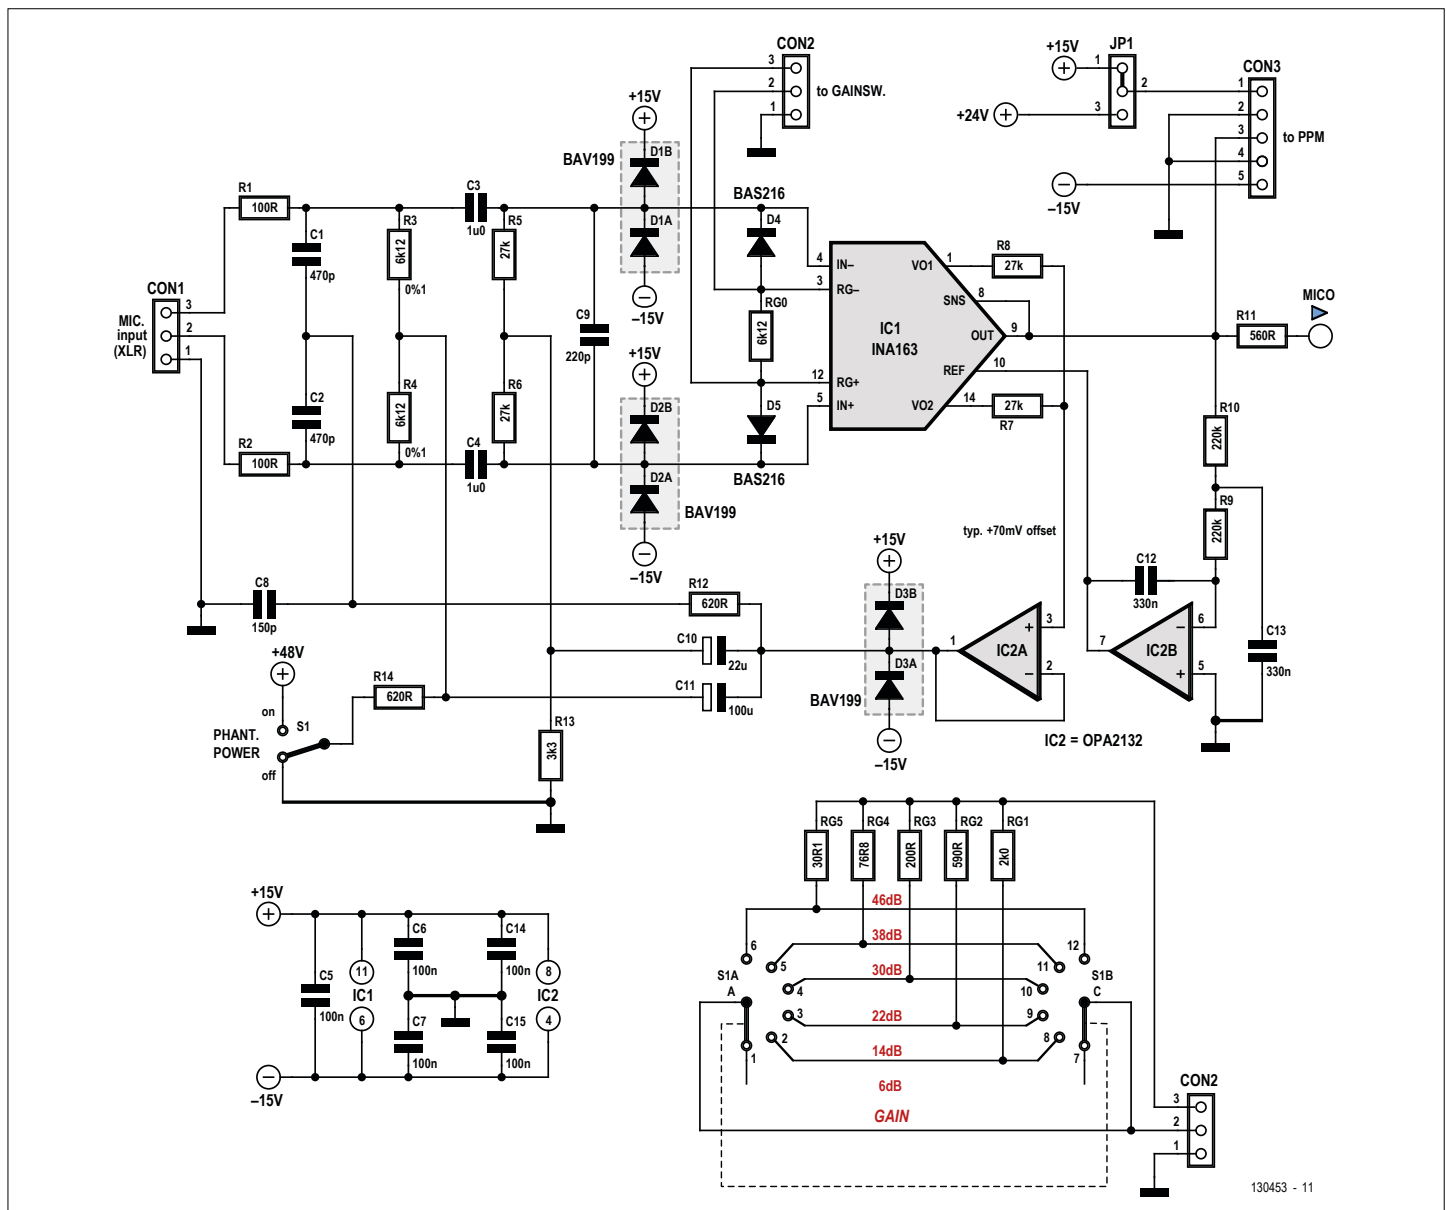 CON2
3
2
1
to GAINSW.
+15V
JP1
1
2
3
+24V
CON3
1
2
3
4
5
to PPM
−15V
+15V
BAV199
D1B
D1A
−15V
BAS216
D4
R1
100R
C1
470p
R3
6k12
0%1
C3
1u0
R5
27k
C9
220p
RG0
6k12
4
IN−
3
RG−
12
RG+
5
IN+
IC1
INA163
VO1
1
SNS
8
OUT
9
REF
10
VO2
14
R8
27k
27k
R7
MICO
R11
560R
CON1
3
2
1
MIC.
input
(XLR)
+15V
R4
6k12
0%1
R6
27k
C2
470p
R2
100R
C4
1u0
D2B
D2A
BAV199
−15V
D5
BAS216
R10
220k
R9
220k
typ. +70mV offset
+15V
C12
330n
C13
330n
C8
150p
R12
620R
C10
22u
C11
100u
D3B
D3A
BAV199
−15V
1
IC2A
+
3
−
2
7
IC2B
−
6
+
5
IC2 = OPA2132
+48V
R14
620R
on
S1
PHANT.
POWER
off
R13
3k3
RG5
30R1
RG4
76R8
RG3
200R
RG2
590R
RG1
2k0
46dB
38dB
30dB
22dB
14dB
6dB
GAIN
6
5
4
3
2
1
S1A
A
12
11
10
9
8
7
S1B
C
CON2
3
2
1
+15V
C5
100n
11
IC1
6
C6
100n
C7
100n
C14
100n
C15
100n
8
IC2
4
−15V
130453 - 11